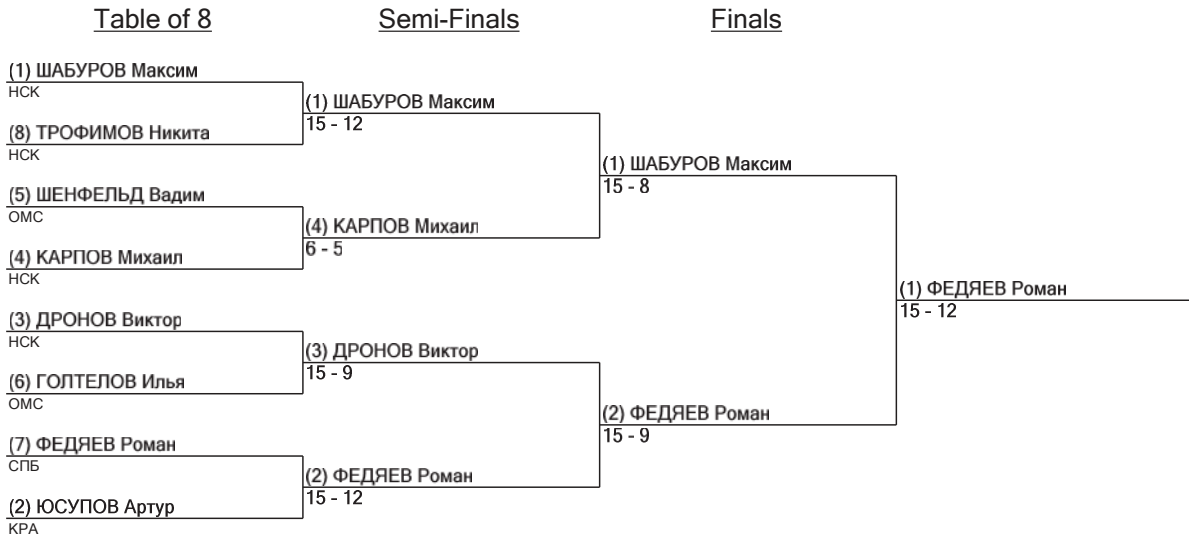 Table of 8
Semi-Finals
Finals
(1) ШАБУРОВ Максим
НСК
(8) ТРОФИМОВ Никита
НСК
(5) ШЕНФЕЛЬД Вадим
ОМС
(4) КАРПОВ Михаил
НСК
(3) ДРОНОВ Виктор
НСК
(6) ГОЛТЕЛОВ Илья
ОМС
(7) ФЕДЯЕВ Роман
СПБ
(2) ЮСУПОВ Артур
КРА
(1) ШАБУРОВ Максим
15 - 12
(4) КАРПОВ Михаил
6 - 5
(3) ДРОНОВ Виктор
15 - 9
(2) ФЕДЯЕВ Роман
15 - 12
(1) ШАБУРОВ Максим
15 - 8
(2) ФЕДЯЕВ Роман
15 - 9
(1) ФЕДЯЕВ Роман
15 - 12